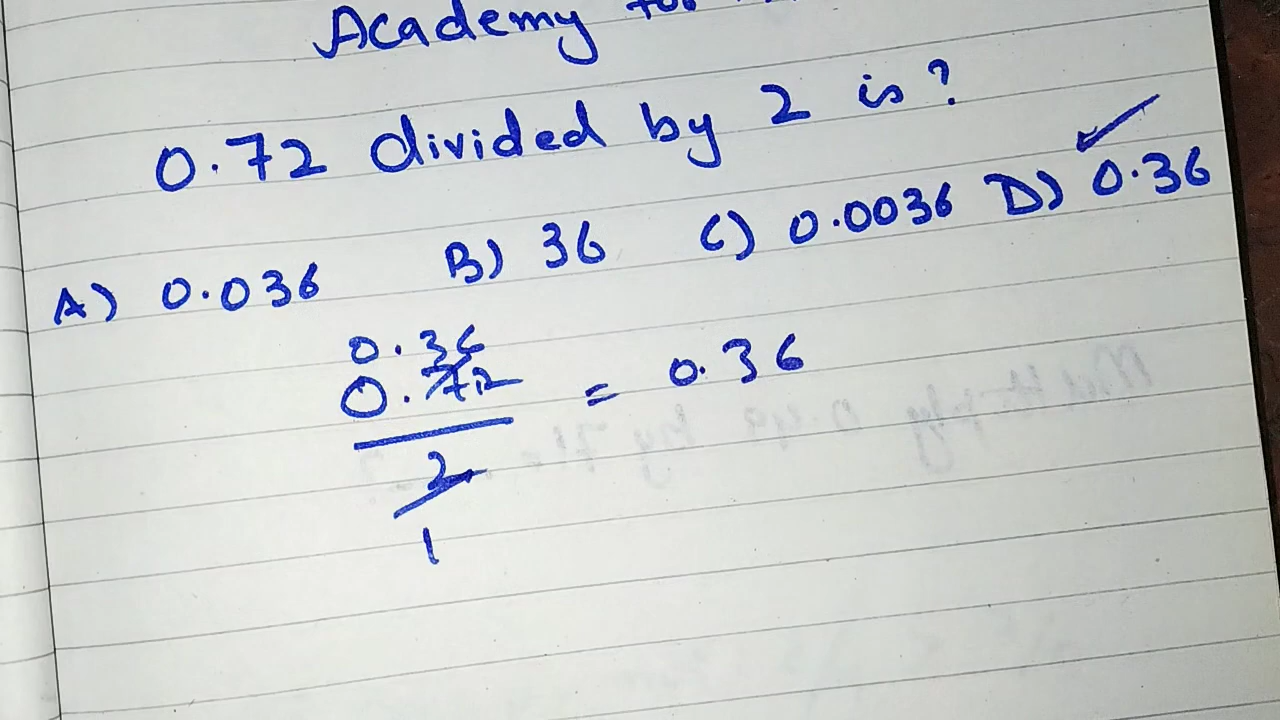 Academy for
0.72 divided by 2 is?
A) 0.036 B) 36 C) 0.0036 D) 0.36
0.36
0.72 = 0.36
2
1